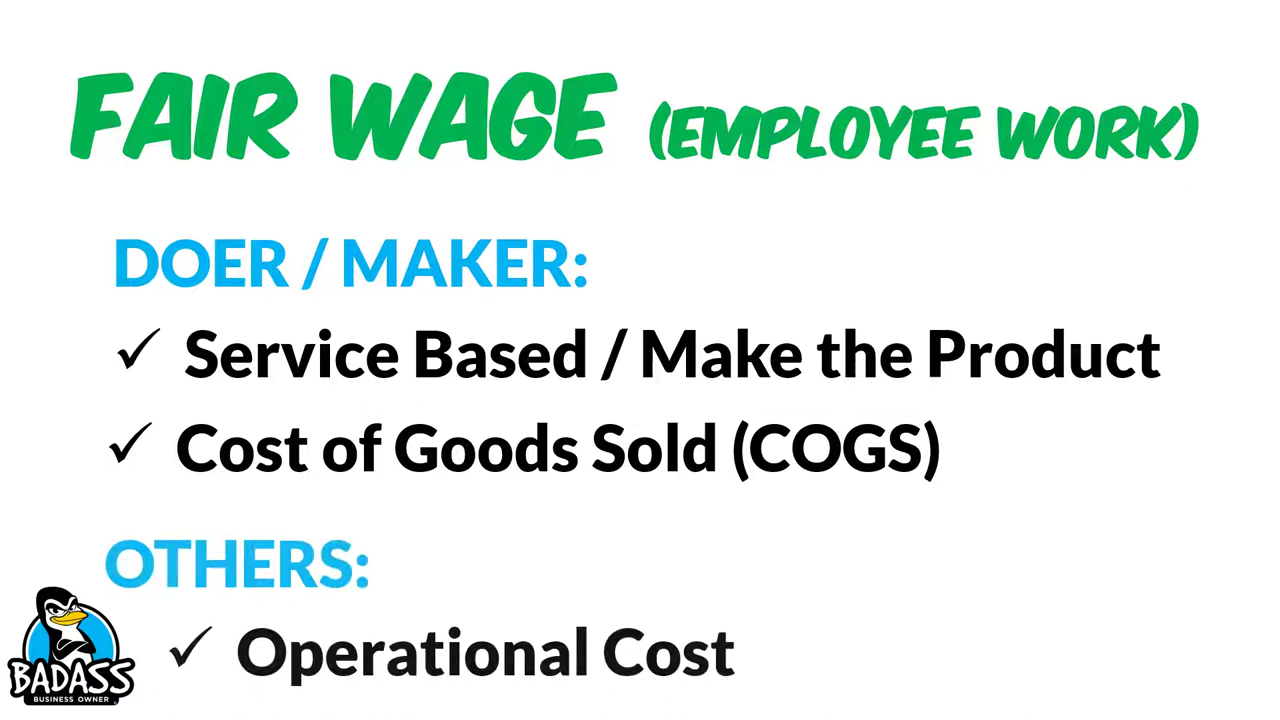 FAIR WAGE (EMPLOYEE WORK)
DOER / MAKER:
✓ Service Based / Make the Product
✓ Cost of Goods Sold (COGS)
OTHERS:
✓ Operational Cost
BADASS
BUSINESS OWNER